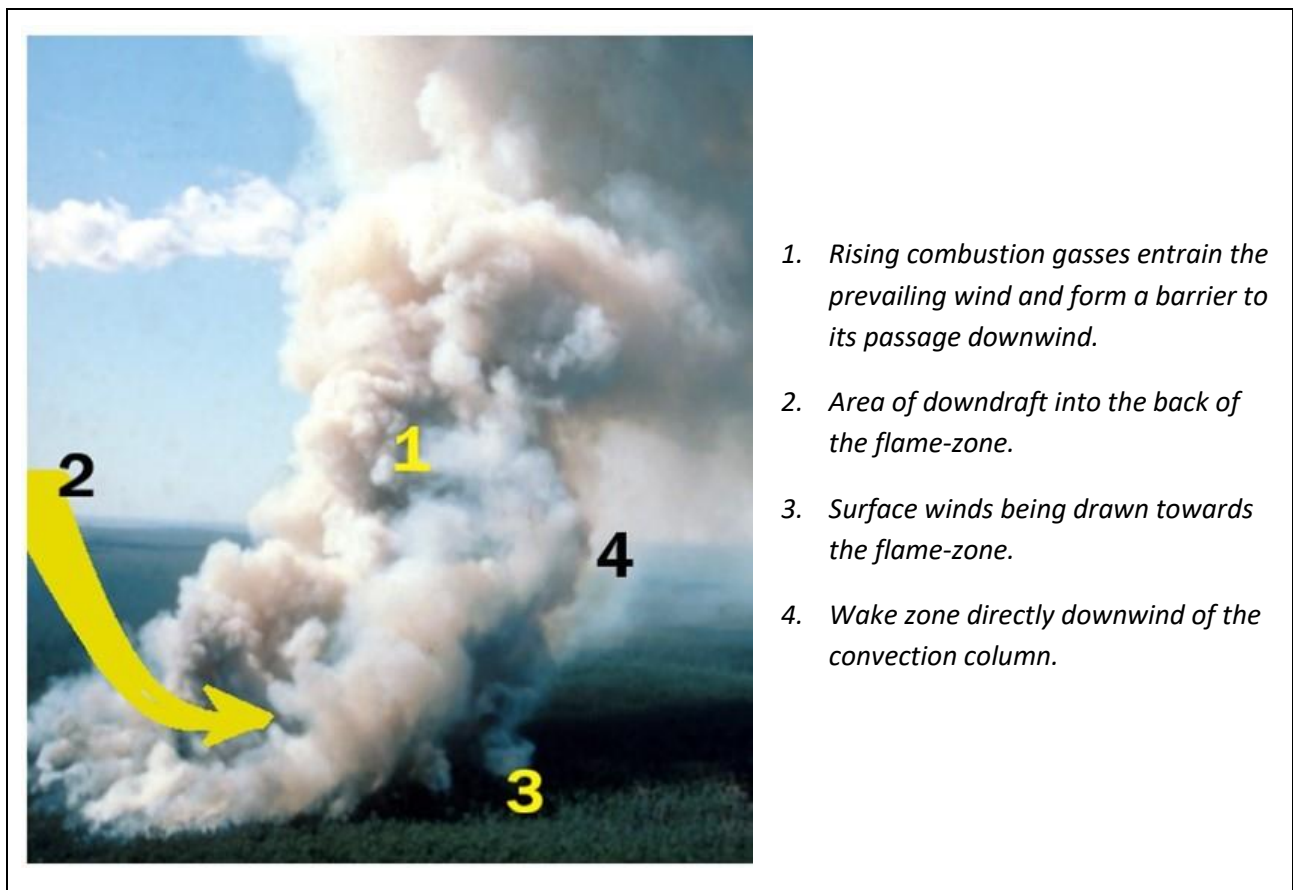 2
1
4
3
1. Rising combustion gasses entrain the
prevailing wind and form a barrier to
its passage downwind.
2. Area of downdraft into the back of
the flame-zone.
3. Surface winds being drawn towards
the flame-zone.
4. Wake zone directly downwind of the
convection column.